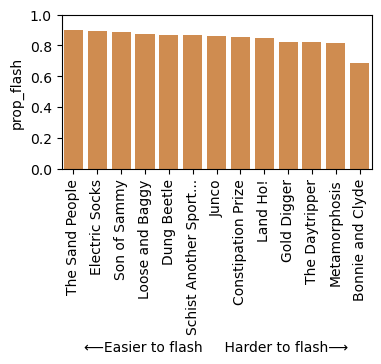 prop_flash
1.0
0.8
0.6
0.4
0.2
0.0
The Sand People
Electric Socks
Son of Sammy
Loose and Baggy
Dung Beetle
Schist Another Sport...
Junco
Constipation Prize
Land Ho!
Gold Digger
The Daytripper
Metamorphosis
Bonnie and Clyde
⟵Easier to flash Harder to flash⟶